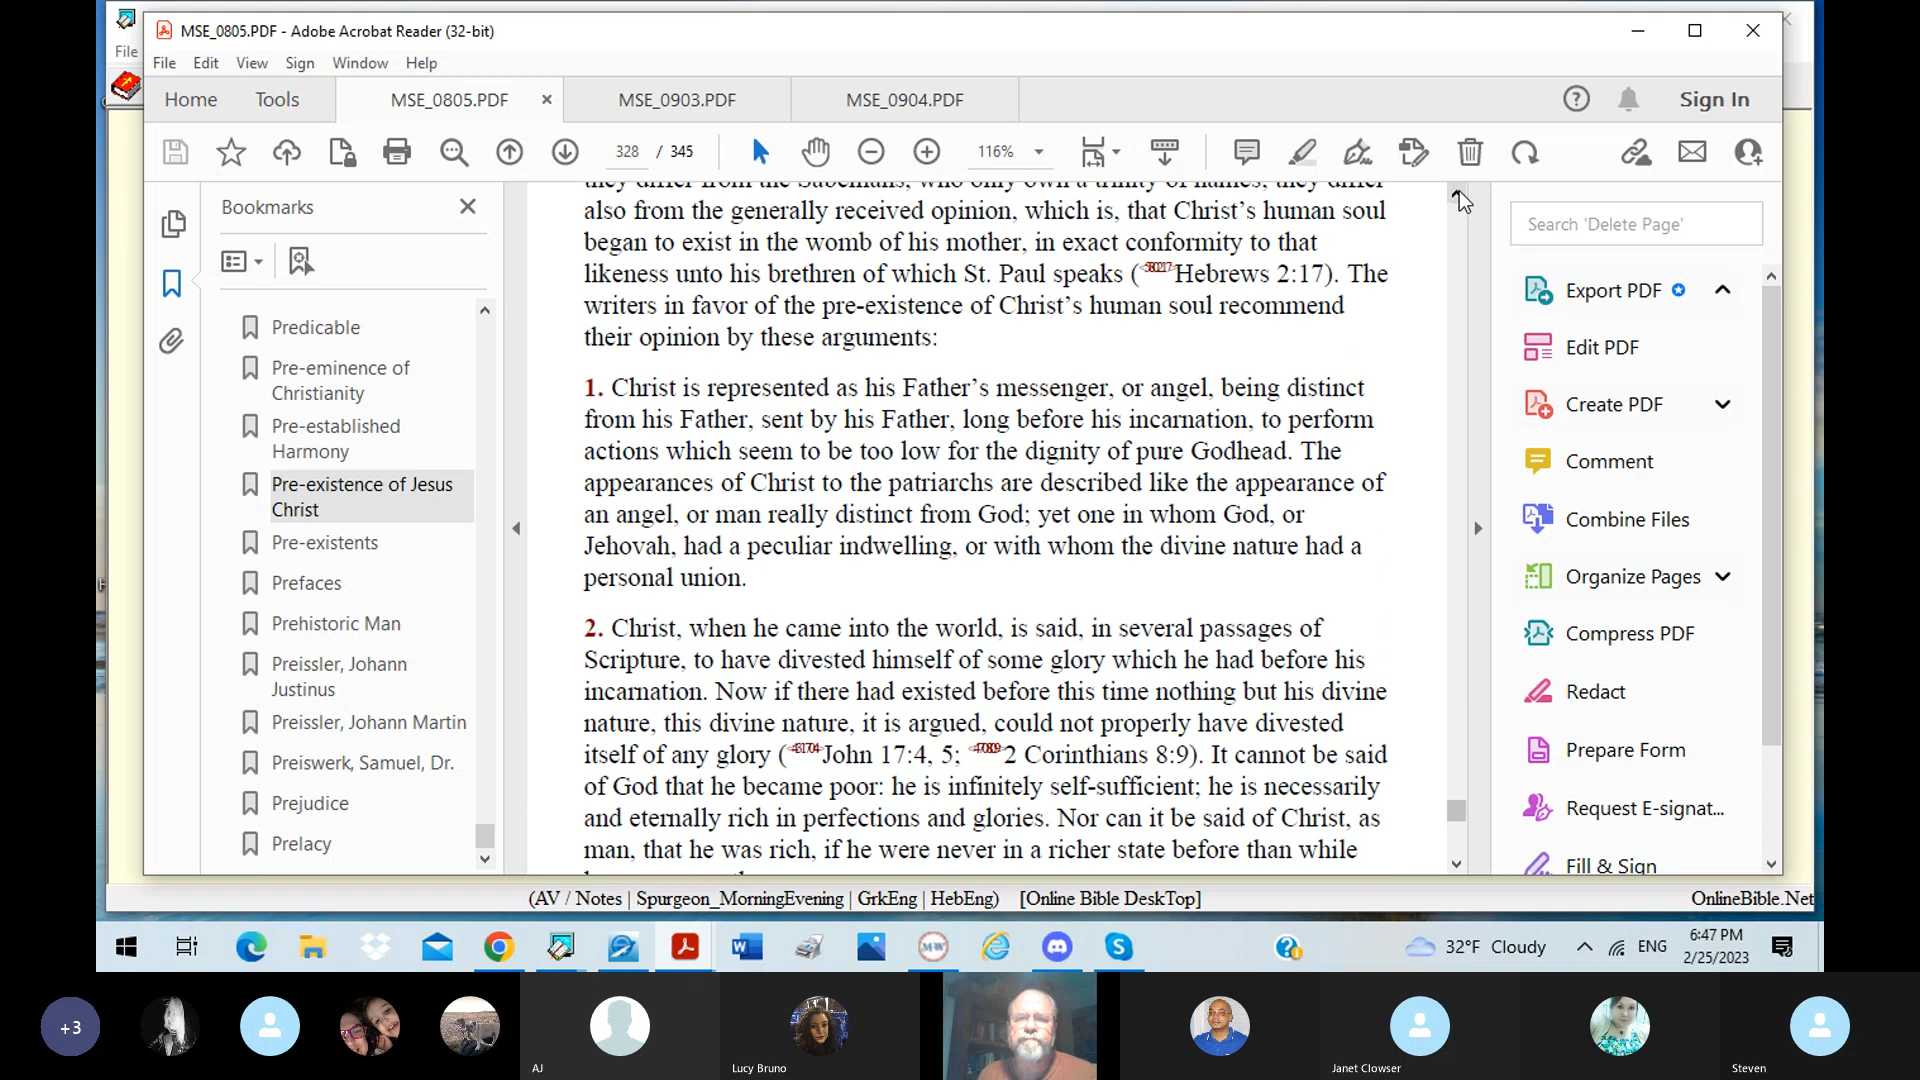 MSE_0805.PDF - Adobe Acrobat Reader (32-bit)
File
File Edit View Sign Window Help
Home Tools MSE_0805.PDF MSE_0903.PDF MSE_0904.PDF Sign In
328 / 345 116%
Bookmarks
Predicable
Pre-eminence of
Christianity
Pre-established
Harmony
Pre-existence of Jesus
Christ
Pre-existents
Prefaces
Prehistoric Man
Preissler, Johann
Justinus
Preissler, Johann Martin
Preiswerk, Samuel, Dr.
Prejudice
Prelacy
they differ from the Sabellians, who only own a trinity of names, they differ
also from the generally received opinion, which is, that Christ's human soul
began to exist in the womb of his mother, in exact conformity to that
likeness unto his brethren of which St. Paul speaks (<580217>Hebrews 2:17). The
writers in favor of the pre-existence of Christ's human soul recommend
their opinion by these arguments:
1. Christ is represented as his Father's messenger, or angel, being distinct
from his Father, sent by his Father, long before his incarnation, to perform
actions which seem to be too low for the dignity of pure Godhead. The
appearances of Christ to the patriarchs are described like the appearance of
an angel, or man really distinct from God; yet one in whom God, or
Jehovah, had a peculiar indwelling, or with whom the divine nature had a
personal union.
2. Christ, when he came into the world, is said, in several passages of
Scripture, to have divested himself of some glory which he had before his
incarnation. Now if there had existed before this time nothing but his divine
nature, this divine nature, it is argued, could not properly have divested
itself of any glory (<431704>John 17:4, 5; <470809>2 Corinthians 8:9). It cannot be said
of God that he became poor: he is infinitely self-sufficient; he is necessarily
and eternally rich in perfections and glories. Nor can it be said of Christ, as
man, that he was rich, if he were never in a richer state before than while
Search 'Delete Page'
Export PDF
Edit PDF
Create PDF
Comment
Combine Files
Organize Pages
Compress PDF
Redact
Prepare Form
Request E-signat...
Fill & Sign
(AV / Notes | Spurgeon_MorningEvening | GrkEng | HebEng) [Online Bible DeskTop] OnlineBible.Net
32°F Cloudy ENG 6:47 PM
2/25/2023
+3
AJ
Lucy Bruno
Janet Clowser
Steven